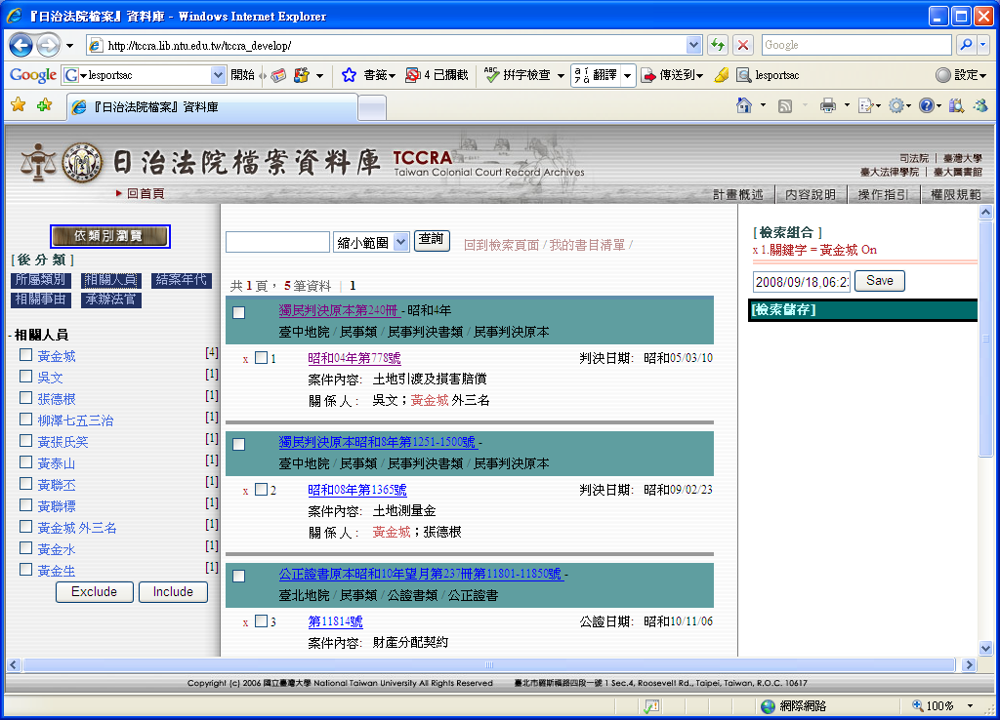 『日治法院檔案』資料庫 - Windows Internet Explorer
http://tccra.lib.ntu.edu.tw/tccra_develop/
Google
Google
lesportsac
開始
書籤
4 已攔截
ABC 拼字檢查
翻譯
傳送到
lesportsac
設定
『日治法院檔案』資料庫
日治法院檔案資料庫 TCCRA
Taiwan Colonial Court Record Archives
司法院 | 臺灣大學
臺大法律學院 | 臺大圖書館
回首頁
計畫概述 內容說明 操作指引 權限規範
依類別瀏覽
[後分類]
所屬類別 相關人員 結案年代
相關事由 承辦法官
- 相關人員
黃金城 [4]
吳文 [1]
張德根 [1]
柳澤七五三治 [1]
黃張氏笑 [1]
黃泰山 [1]
黃聯丕 [1]
黃聯標 [1]
黃金城 外三名 [1]
黃金水 [1]
黃金生 [1]
Exclude Include
縮小範圍 查詢 回到檢索頁面 / 我的書目清單 /
共 1 頁， 5 筆資料 | 1
獨民判決原本第240冊 - 昭和4年
臺中地院 / 民事類 / 民事判決書類 / 民事判決原本
x 1 昭和04年第778號 判決日期: 昭和05/03/10
案件內容: 土地引渡及損害賠償
關 係 人： 吳文；黃金城 外三名
獨民判決原本昭和8年第1251-1500號 -
臺中地院 / 民事類 / 民事判決書類 / 民事判決原本
x 2 昭和08年第1365號 判決日期: 昭和09/02/23
案件內容: 土地測量金
關 係 人： 黃金城；張德根
公正證書原本昭和10年望月第237冊第11801-11850號 -
臺北地院 / 民事類 / 公證書類 / 公正證書
x 3 第11814號 公證日期: 昭和10/11/06
案件內容: 財產分配契約
[檢索組合]
x 1.關鍵字 = 黃金城 On
2008/09/18,06:2 Save
[檢索儲存]
Copyright (c) 2006 國立臺灣大學 National Taiwan University All Rights Reserved 臺北市羅斯福路四段一號 1 Sec.4, Roosevelt Rd., Taipei, Taiwan, R.O.C. 10617
網際網路 100%